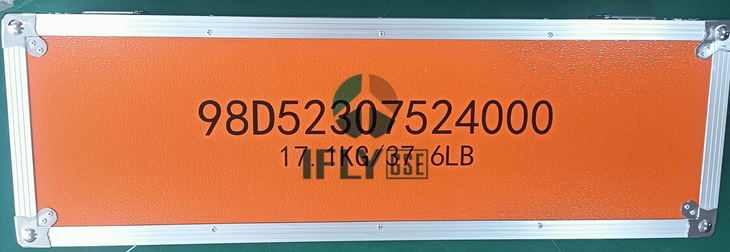 98D52307524000
17.1KG/37.6LB
IFLY GSE